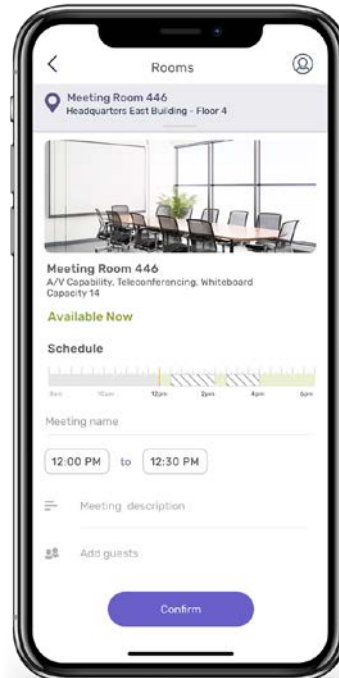 Rooms
Meeting Room 446
Headquarters East Building - Floor 4
Meeting Room 446
A/V Capability, Teleconferencing, Whiteboard
Capacity 14
Available Now
Schedule
8am 10am 12pm 2pm 4pm 6pm
Meeting name
12:00 PM to 12:30 PM
Meeting description
Add guests
Confirm